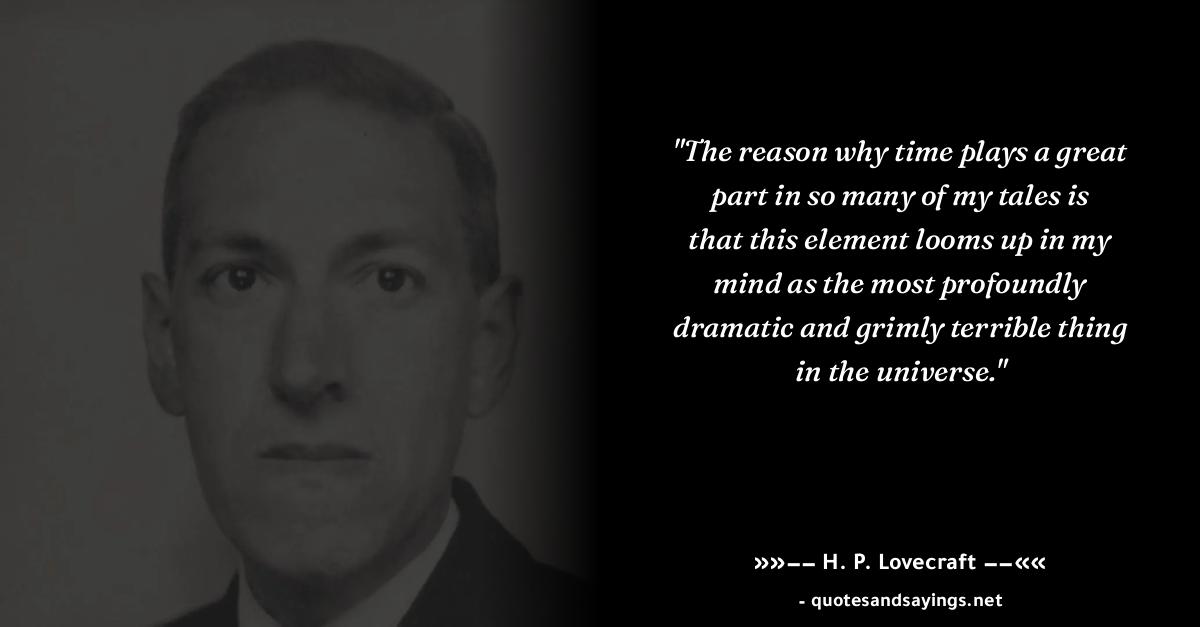 "The reason why time plays a great
part in so many of my tales is
that this element looms up in my
mind as the most profoundly
dramatic and grimly terrible thing
in the universe."
»»–– H. P. Lovecraft ––««
- quotesandsayings.net